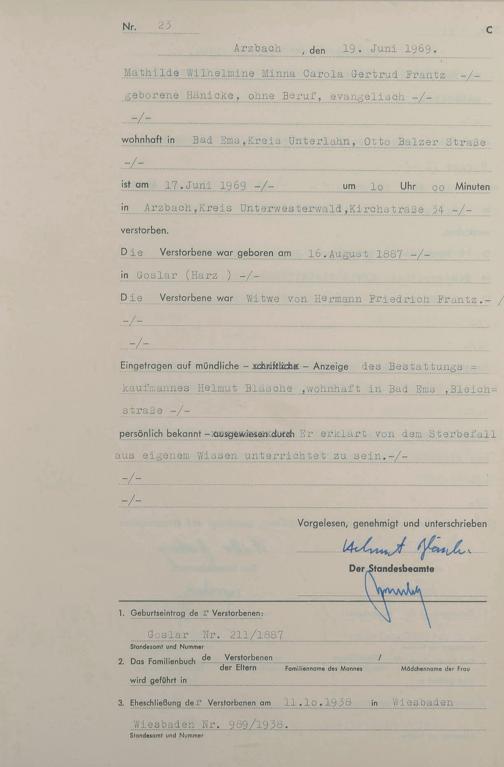 Nr. 23 C
Arzbach , den 19. Juni 1969.
Mathilde Wilhelmine Minna Carola Gertrud Frantz -/-
geborene Hänicke, ohne Beruf, evangelisch -/-
-/-
wohnhaft in Bad Ems,Kreis Unterlahn, Otto Balzer Straße
-/-
ist am 17.Juni 1969 -/- um 10 Uhr 00 Minuten
in Arzbach,Kreis Unterwesterwald,Kirchstraße 34 -/-
verstorben.
Die Verstorbene war geboren am 16.August 1887 -/-
in Goslar (Harz ) -/-
Die Verstorbene war Witwe von Hermann Friedrich Frantz.- /
-/-
-/-
Eingetragen auf mündliche – schriftliche – Anzeige des Bestattungs =
kaufmannes Helmut Bläsche ,wohnhaft in Bad Ems ,Bleich=
straße -/-
persönlich bekannt – ausgewiesen durch Er erklärt von dem Sterbefall
aus eigenem Wissen unterrichtet zu sein.-/-
-/-
-/-
Vorgelesen, genehmigt und unterschrieben
Helmut
Der Standesbeamte
1. Geburtseintrag der Verstorbenen:
Goslar Nr. 211/1887
Standesamt und Nummer
2. Das Familienbuch de Verstorbenen /
der Eltern Familienname des Mannes Mädchenname der Frau
wird geführt in
3. Eheschließung der Verstorbenen am 11.10.1938 in Wiesbaden
Wiesbaden Nr. 989/1938.
Standesamt und Nummer